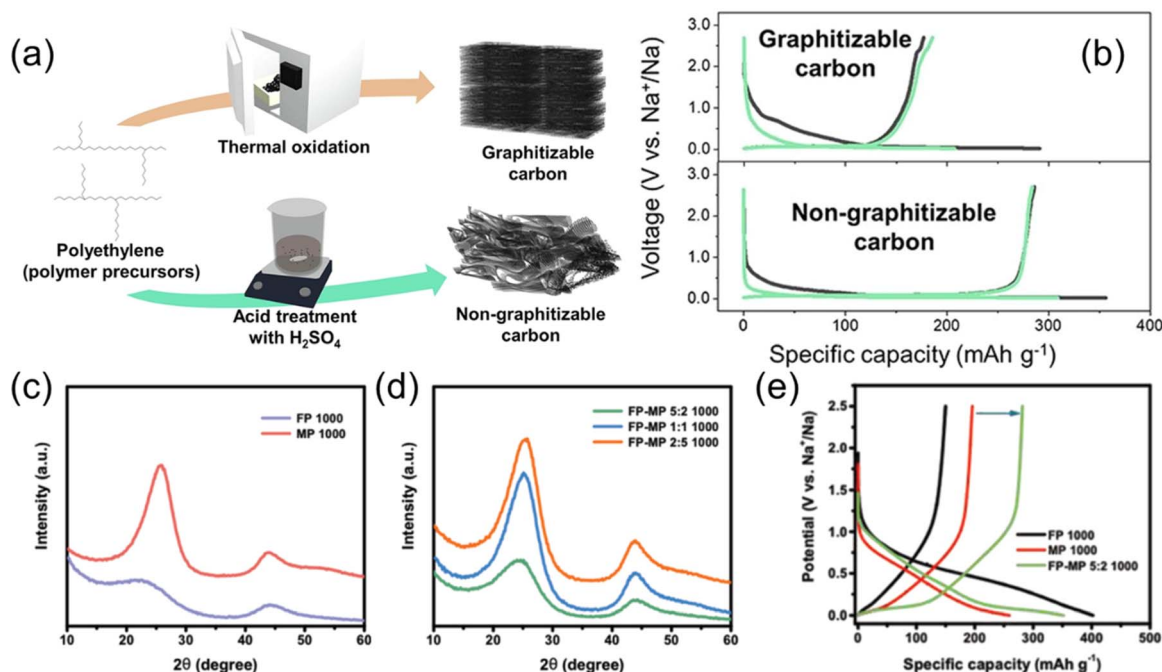 (a)
Thermal oxidation
Graphitizable
carbon
Polyethylene
(polymer precursors)
Acid treatment
with H₂SO₄
Non-graphitizable
carbon
(b)
Voltage (V vs. Na⁺/Na)
3.0
2.0
1.0
0.0
Graphitizable
carbon
3.0
2.0
1.0
0.0
Non-graphitizable
carbon
0 100 200 300 400
Specific capacity (mAh g⁻¹)
(c)
Intensity (a.u.)
FP 1000
MP 1000
10 20 30 40 50 60
2θ (degree)
(d)
Intensity (a.u.)
FP-MP 5:2 1000
FP-MP 1:1 1000
FP-MP 2:5 1000
10 20 30 40 50 60
2θ (degree)
(e)
Potential (V vs. Na⁺/Na)
2.5
2.0
1.5
1.0
0.5
0.0
FP 1000
MP 1000
FP-MP 5:2 1000
0 100 200 300 400 500
Specific capacity (mAh g⁻¹)